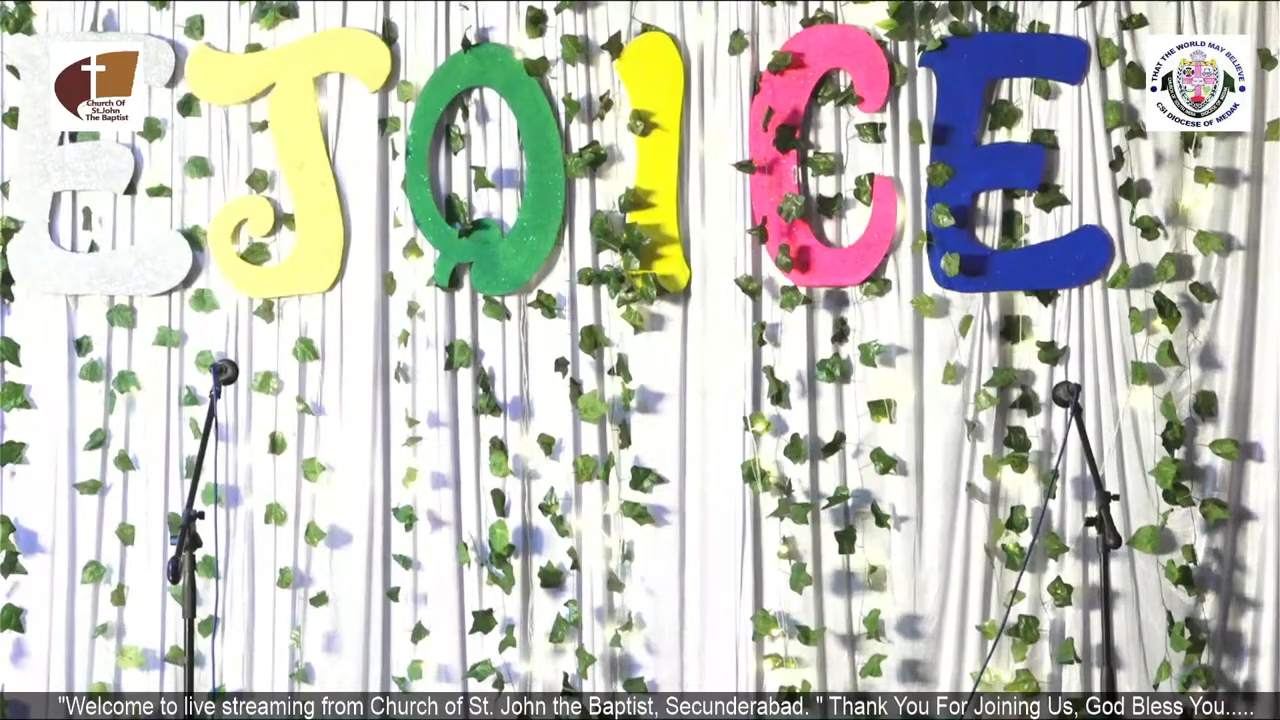 EJQICE
Church Of
St.John
The Baptist
THAT THE WORLD MAY BELIEVE
CSI DIOCESE OF MEDAK
"Welcome to live streaming from Church of St. John the Baptist, Secunderabad. " Thank You For Joining Us, God Bless You.....